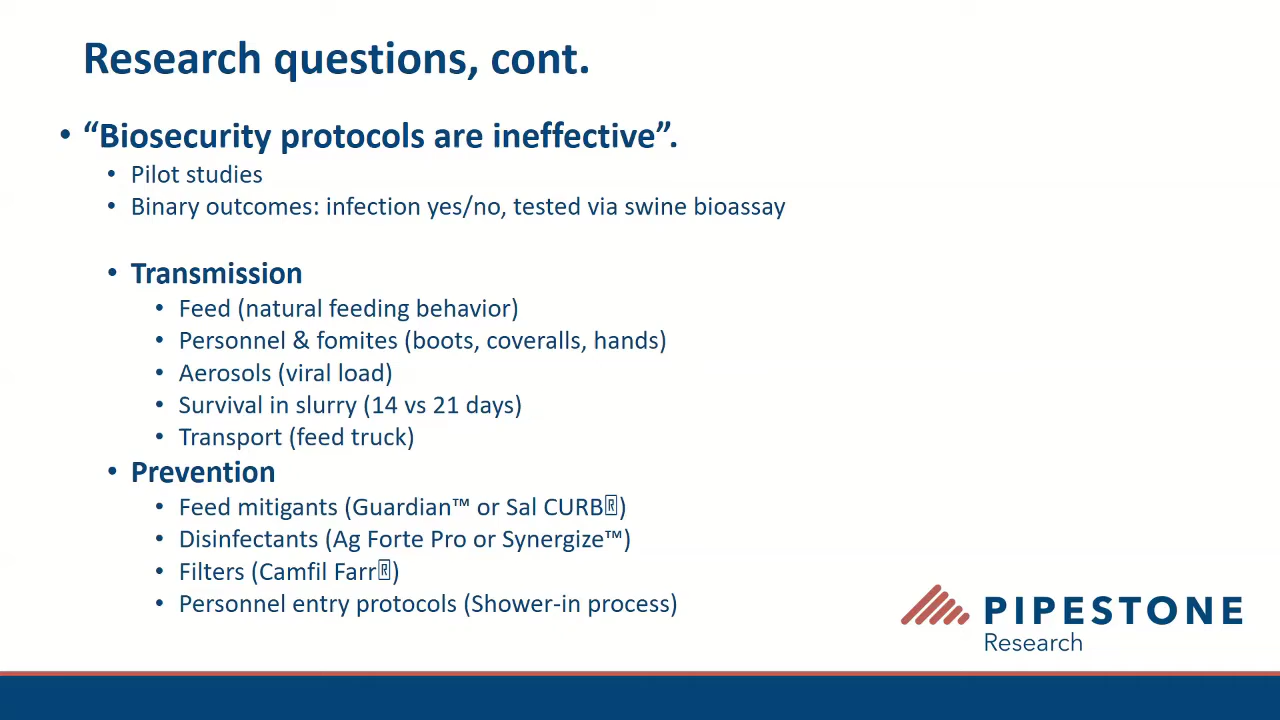 Research questions, cont.
• “Biosecurity protocols are ineffective”.
• Pilot studies
• Binary outcomes: infection yes/no, tested via swine bioassay
• Transmission
• Feed (natural feeding behavior)
• Personnel & fomites (boots, coveralls, hands)
• Aerosols (viral load)
• Survival in slurry (14 vs 21 days)
• Transport (feed truck)
• Prevention
• Feed mitigants (Guardian™ or Sal CURB®)
• Disinfectants (Ag Forte Pro or Synergize™)
• Filters (Camfil Farr®)
• Personnel entry protocols (Shower-in process)
PIPESTONE
Research